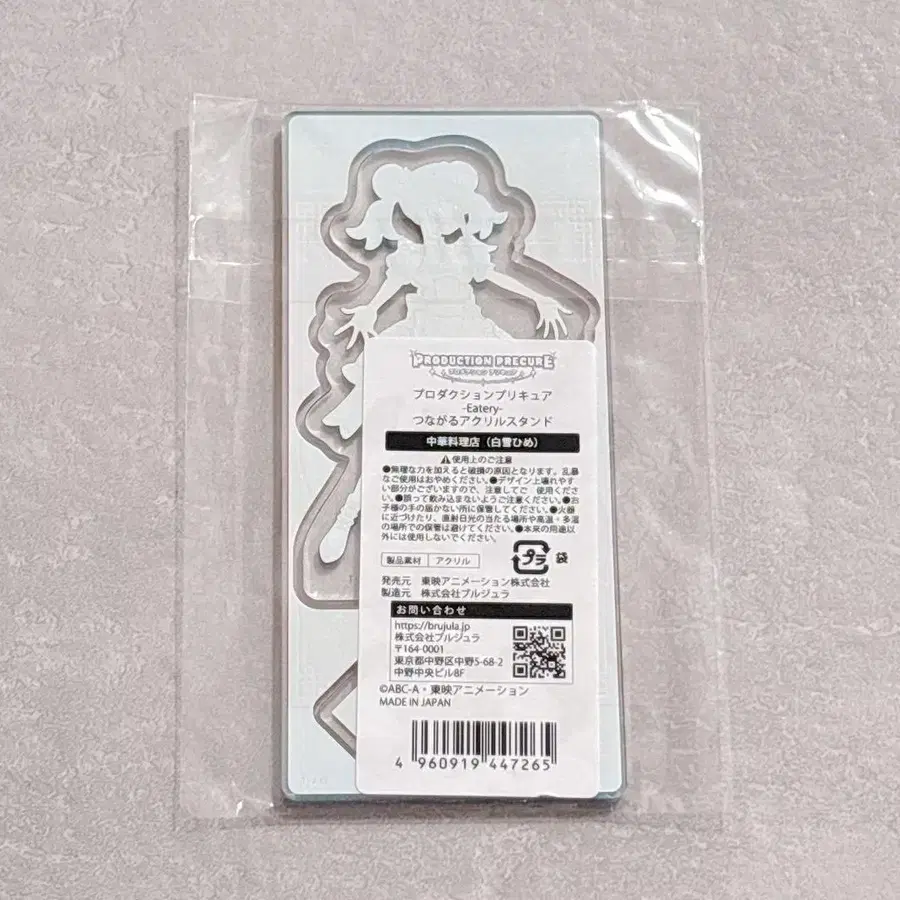 PRODUCTION PRECURE
プロダクション プリキュア
プロダクションプリキュア
-Eatery-
つながるアクリルスタンド
中華料理店（白雪ひめ）
⚠使用上のご注意
●無理な力を加えると破損の原因となります。乱暴
なご使用はおやめください。●デザイン上壊れやす
い部分がございますので、注意してご 使用くださ
い。●誤って飲み込まないようご注意ください。●お
子様の手の届かない所に保管してください。●火器
に近づけたり、直射日光の当たる場所や高温・多湿
の場所での保管は避けてください。●本来の用途以
外には使用しないでください。
製品素材 アクリル
プラ 袋
発売元 東映アニメーション株式会社
製造元 株式会社ブルジュラ
お問い合わせ
https://brujula.jp
株式会社ブルジュラ
〒164-0001
東京都中野区中野5-68-2
中野中央ビル8F
©ABC-A・東映アニメーション
MADE IN JAPAN
4 960919 447265